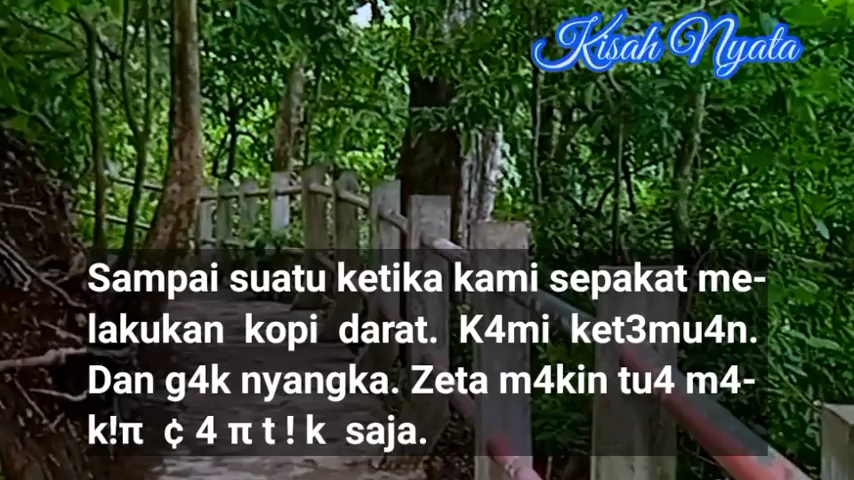 Kisah Nyata
Sampai suatu ketika kami sepakat me-
lakukan kopi darat. K4mi ket3mu4n.
Dan g4k nyangka. Zeta m4kin tu4 m4-
k!π ¢ 4 π t ! k saja.